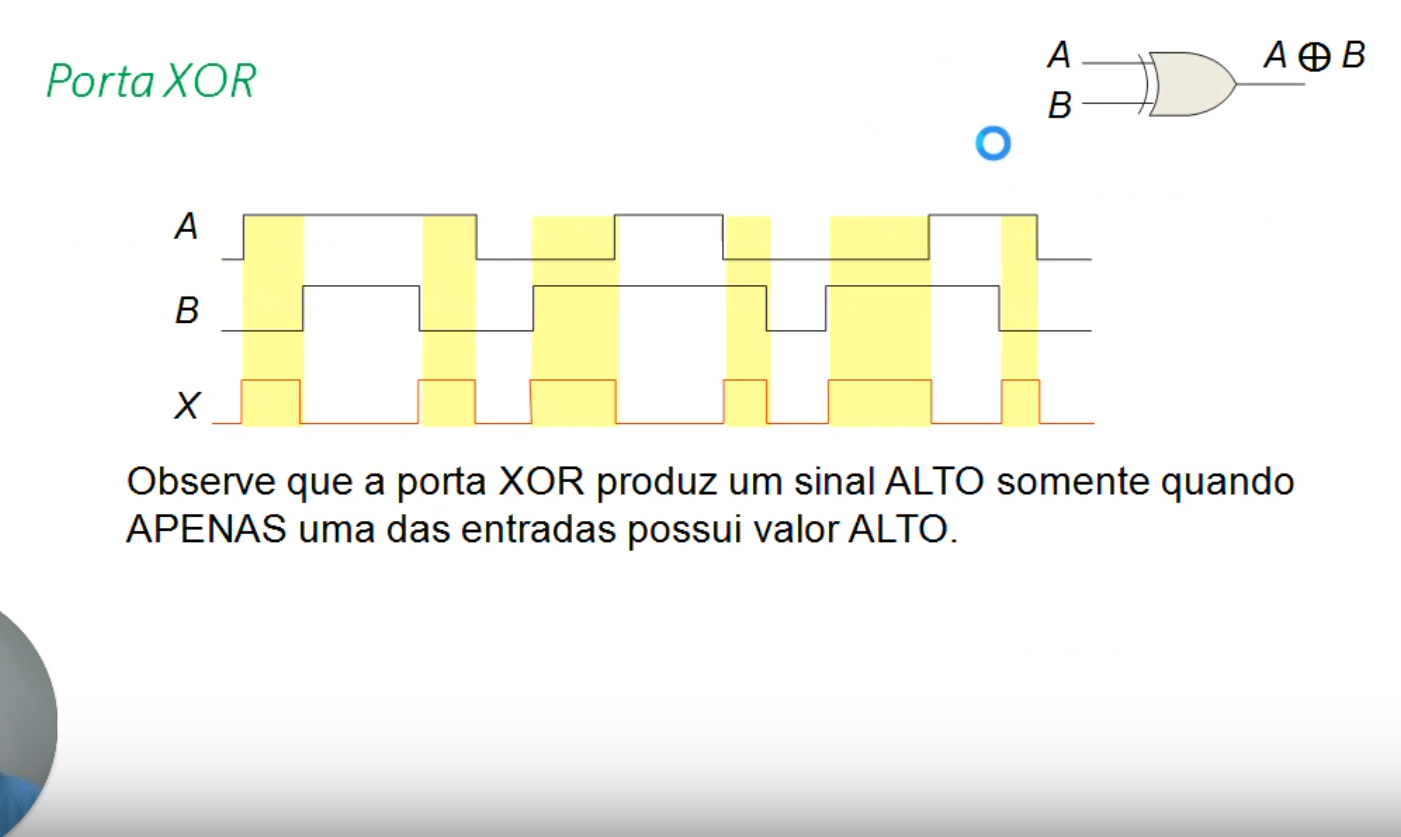 Porta XOR
A
B
A ⊕ B
A
B
X
Observe que a porta XOR produz um sinal ALTO somente quando
APENAS uma das entradas possui valor ALTO.